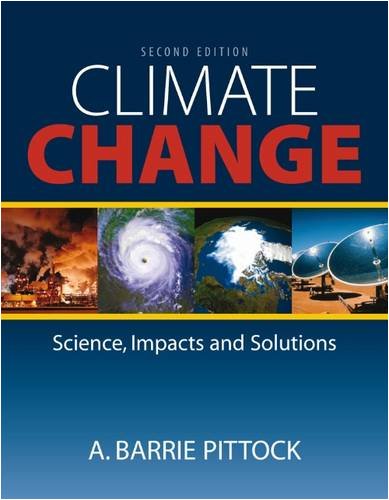 SECOND EDITION
CLIMATE
CHANGE
Science, Impacts and Solutions
A. BARRIE PITTOCK